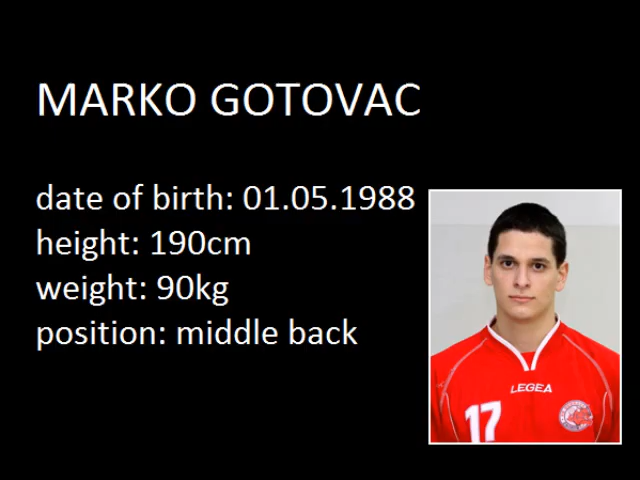 MARKO GOTOVAC
date of birth: 01.05.1988
height: 190cm
weight: 90kg
position: middle back
LEGEA
17